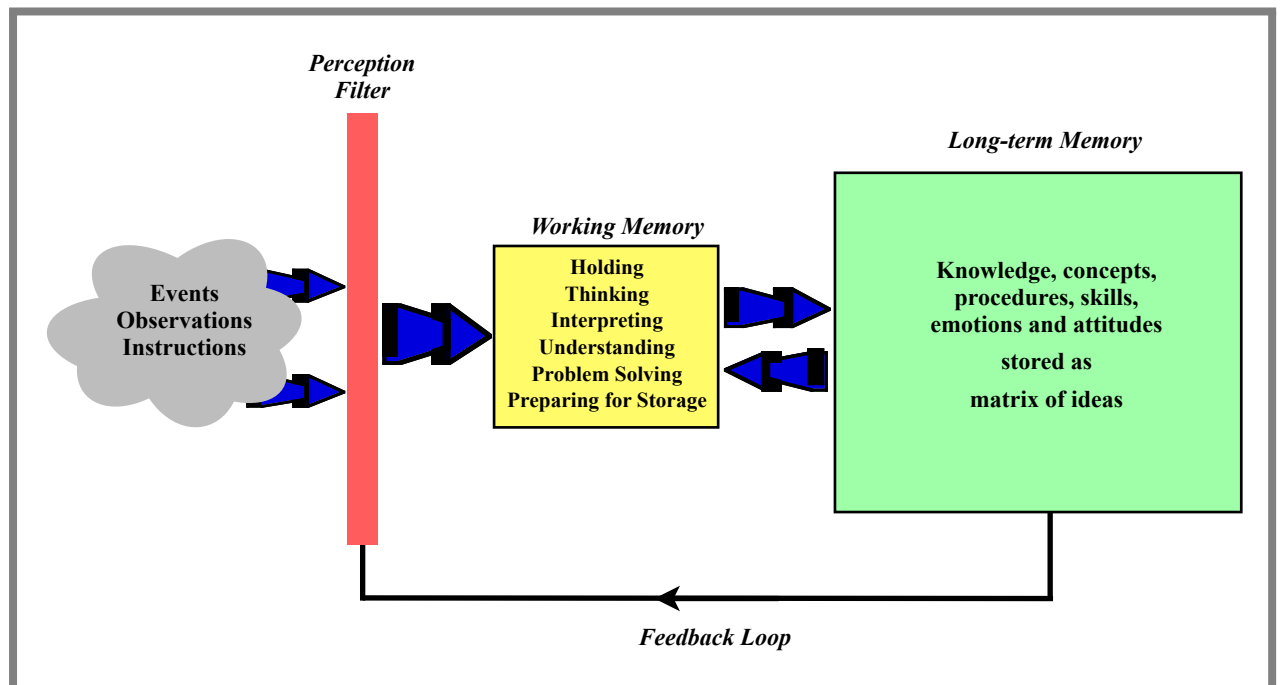 Perception
Filter
Long-term Memory
Working Memory
Events
Observations
Instructions
Holding
Thinking
Interpreting
Understanding
Problem Solving
Preparing for Storage
Knowledge, concepts,
procedures, skills,
emotions and attitudes
stored as
matrix of ideas
Feedback Loop